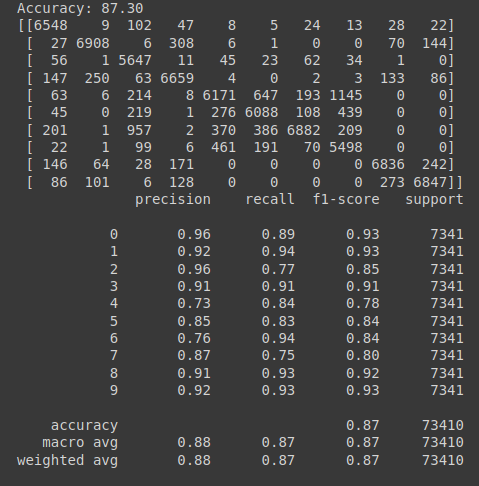 Accuracy: 87.30
[[6548 9 102 47 8 5 24 13 28 22]
[ 27 6908 6 308 6 1 0 0 70 144]
[ 56 1 5647 11 45 23 62 34 1 0]
[ 147 250 63 6659 4 0 2 3 133 86]
[ 63 6 214 8 6171 647 193 1145 0 0]
[ 45 0 219 1 276 6088 108 439 0 0]
[ 201 1 957 2 370 386 6882 209 0 0]
[ 22 1 99 6 461 191 70 5498 0 0]
[ 146 64 28 171 0 0 0 0 6836 242]
[ 86 101 6 128 0 0 0 0 273 6847]]
precision recall f1-score support
0 0.96 0.89 0.93 7341
1 0.92 0.94 0.93 7341
2 0.96 0.77 0.85 7341
3 0.91 0.91 0.91 7341
4 0.73 0.84 0.78 7341
5 0.85 0.83 0.84 7341
6 0.76 0.94 0.84 7341
7 0.87 0.75 0.80 7341
8 0.91 0.93 0.92 7341
9 0.92 0.93 0.93 7341
accuracy 0.87 73410
macro avg 0.88 0.87 0.87 73410
weighted avg 0.88 0.87 0.87 73410